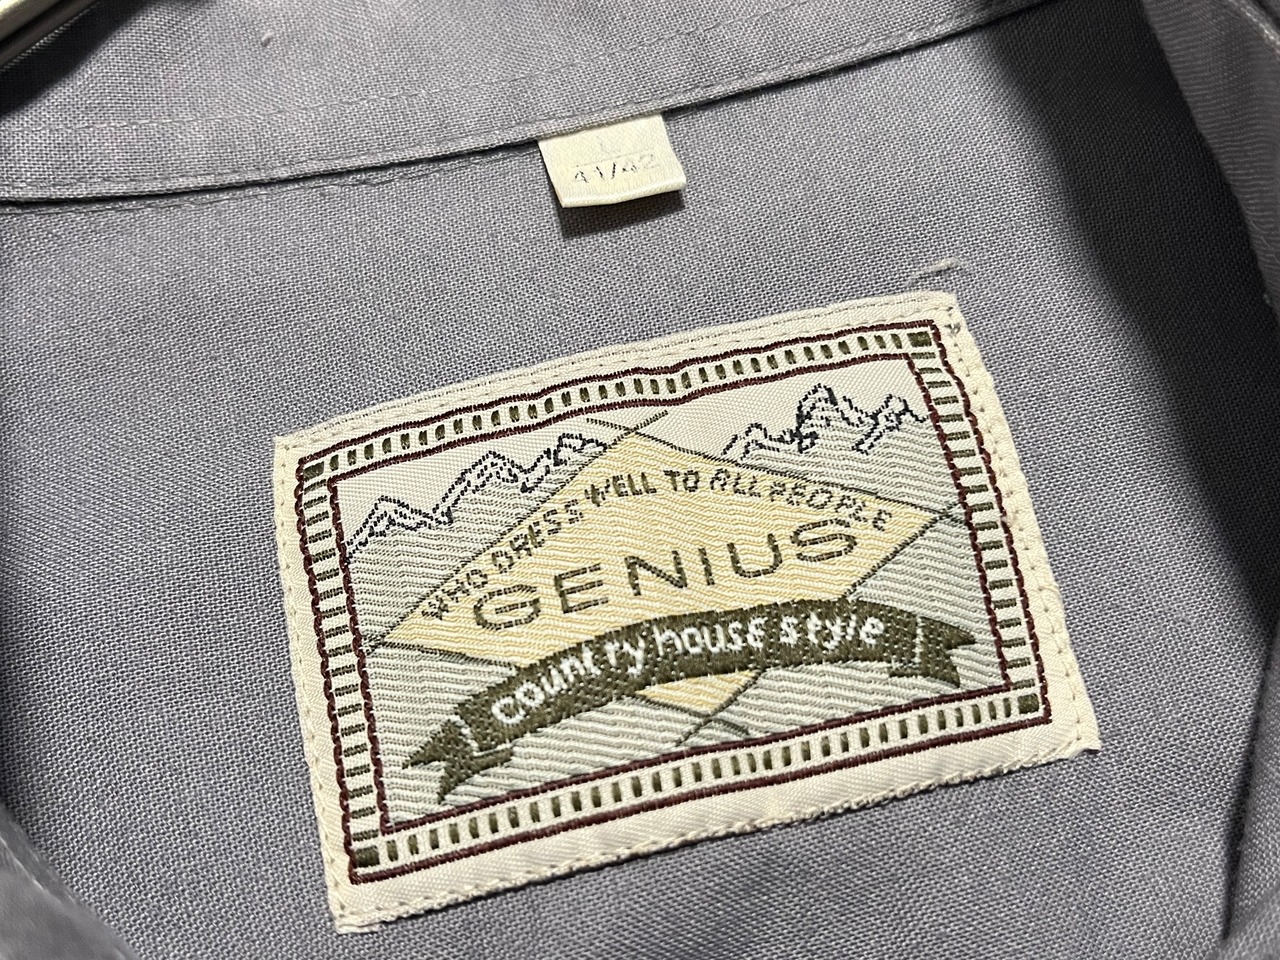 L
41/42
WHO DRESS WELL TO ALL PEOPLE
GENIUS
country house style